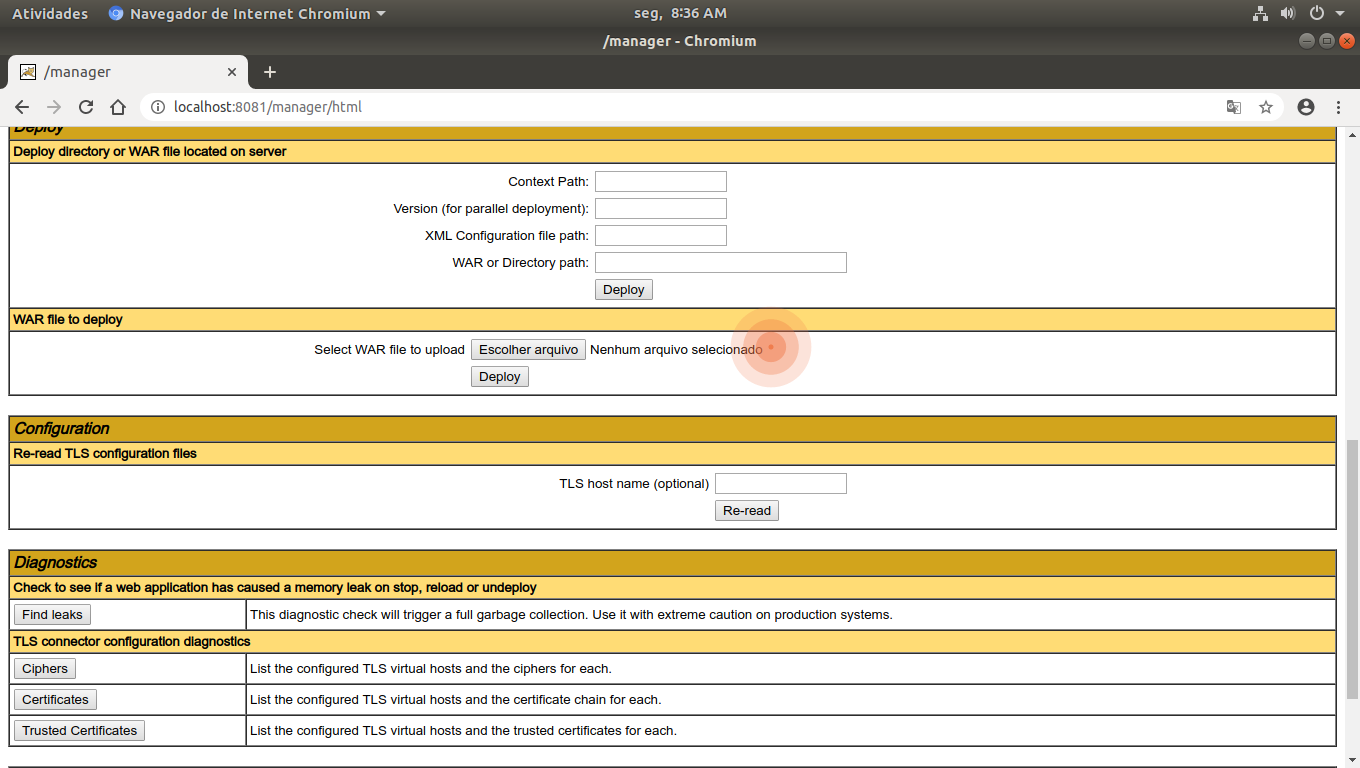 Atividades Navegador de Internet Chromium seg, 8:36 AM
/manager - Chromium
/manager
localhost:8081/manager/html
Deploy
Deploy directory or WAR file located on server
Context Path:
Version (for parallel deployment):
XML Configuration file path:
WAR or Directory path:
Deploy
WAR file to deploy
Select WAR file to upload Escolher arquivo Nenhum arquivo selecionado
Deploy
Configuration
Re-read TLS configuration files
TLS host name (optional)
Re-read
Diagnostics
Check to see if a web application has caused a memory leak on stop, reload or undeploy
Find leaks This diagnostic check will trigger a full garbage collection. Use it with extreme caution on production systems.
TLS connector configuration diagnostics
Ciphers List the configured TLS virtual hosts and the ciphers for each.
Certificates List the configured TLS virtual hosts and the certificate chain for each.
Trusted Certificates List the configured TLS virtual hosts and the trusted certificates for each.